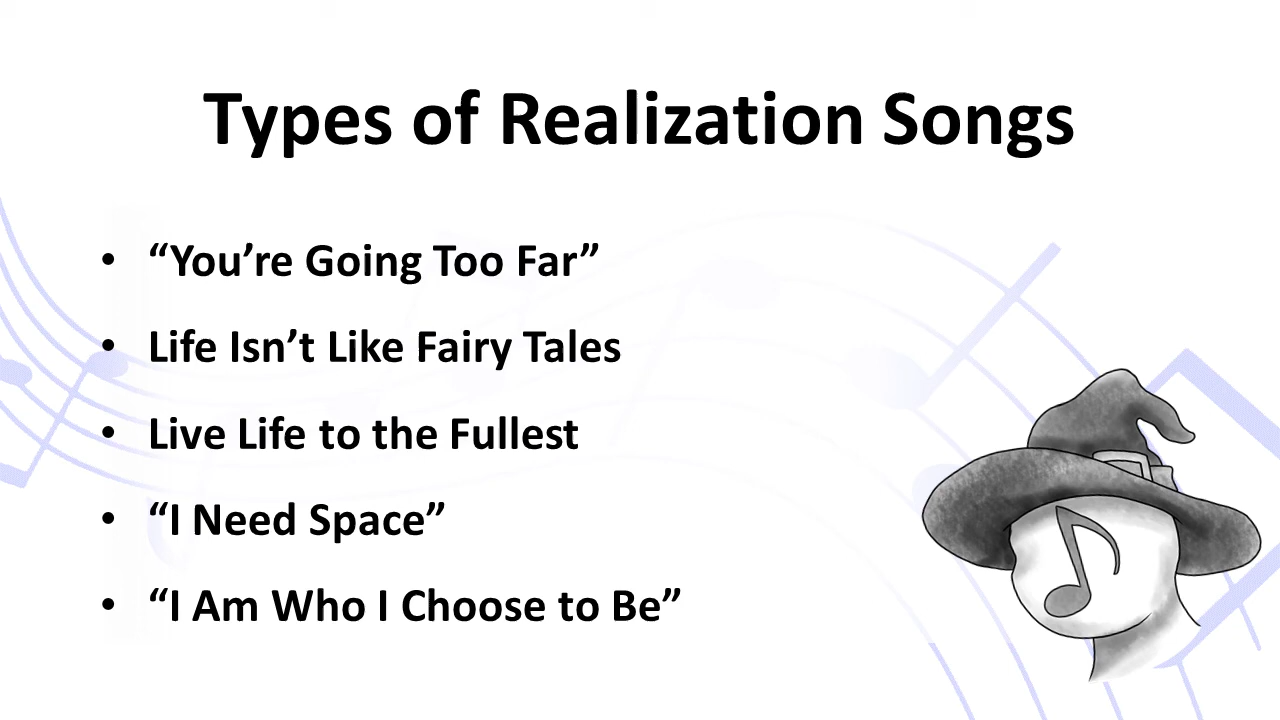 Types of Realization Songs
• “You’re Going Too Far”
• Life Isn’t Like Fairy Tales
• Live Life to the Fullest
• “I Need Space”
• “I Am Who I Choose to Be”